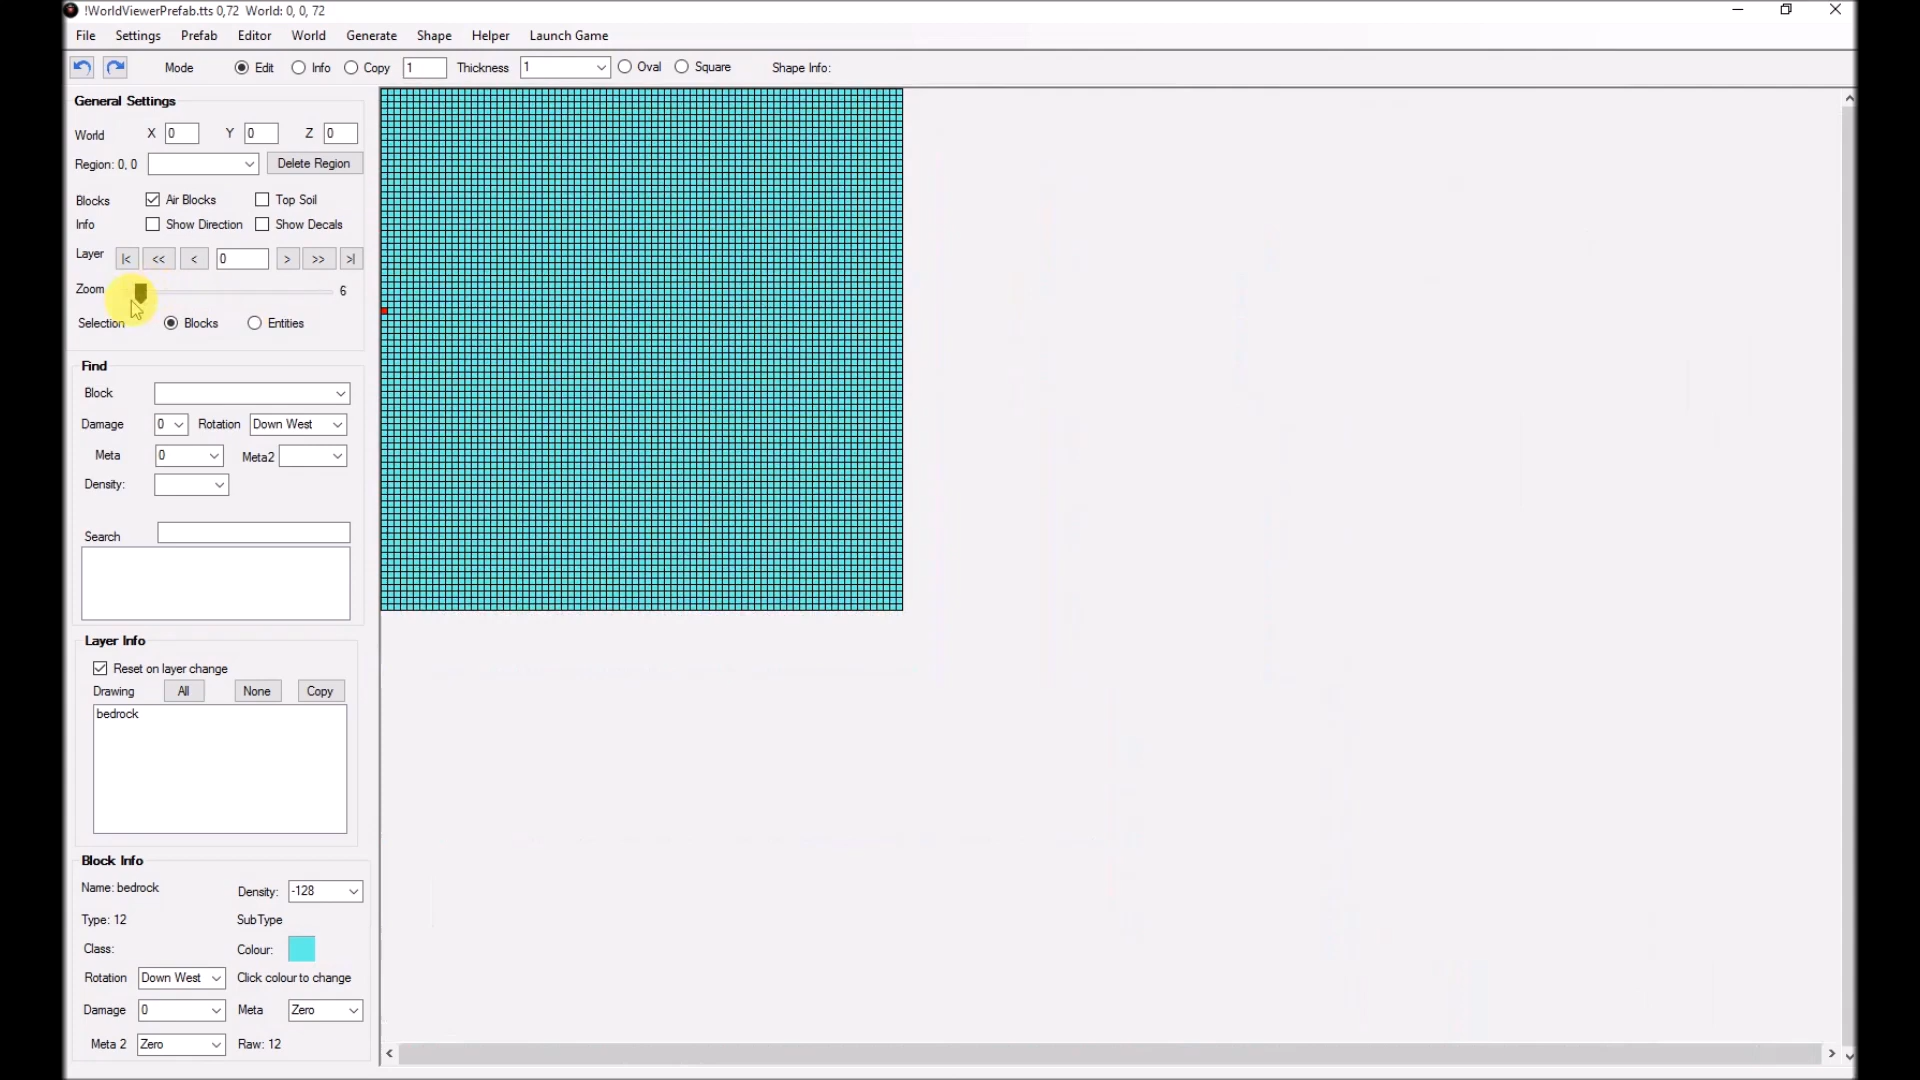 !WorldViewerPrefab.tts 0,72 World: 0, 0, 72
File Settings Prefab Editor World Generate Shape Helper Launch Game
Mode Edit Info Copy 1 Thickness 1 Oval Square Shape Info:
General Settings
World X 0 Y 0 Z 0
Region: 0, 0 Delete Region
Blocks Air Blocks Top Soil
Info Show Direction Show Decals
Layer |< << < 0 > >> >|
Zoom 6
Selection Blocks Entities
Find
Block
Damage 0 Rotation Down West
Meta 0 Meta2
Density:
Search
Layer Info
Reset on layer change
Drawing All None Copy
bedrock
Block Info
Name: bedrock Density: -128
Type: 12 SubType
Class: Colour:
Rotation Down West Click colour to change
Damage 0 Meta Zero
Meta 2 Zero Raw: 12